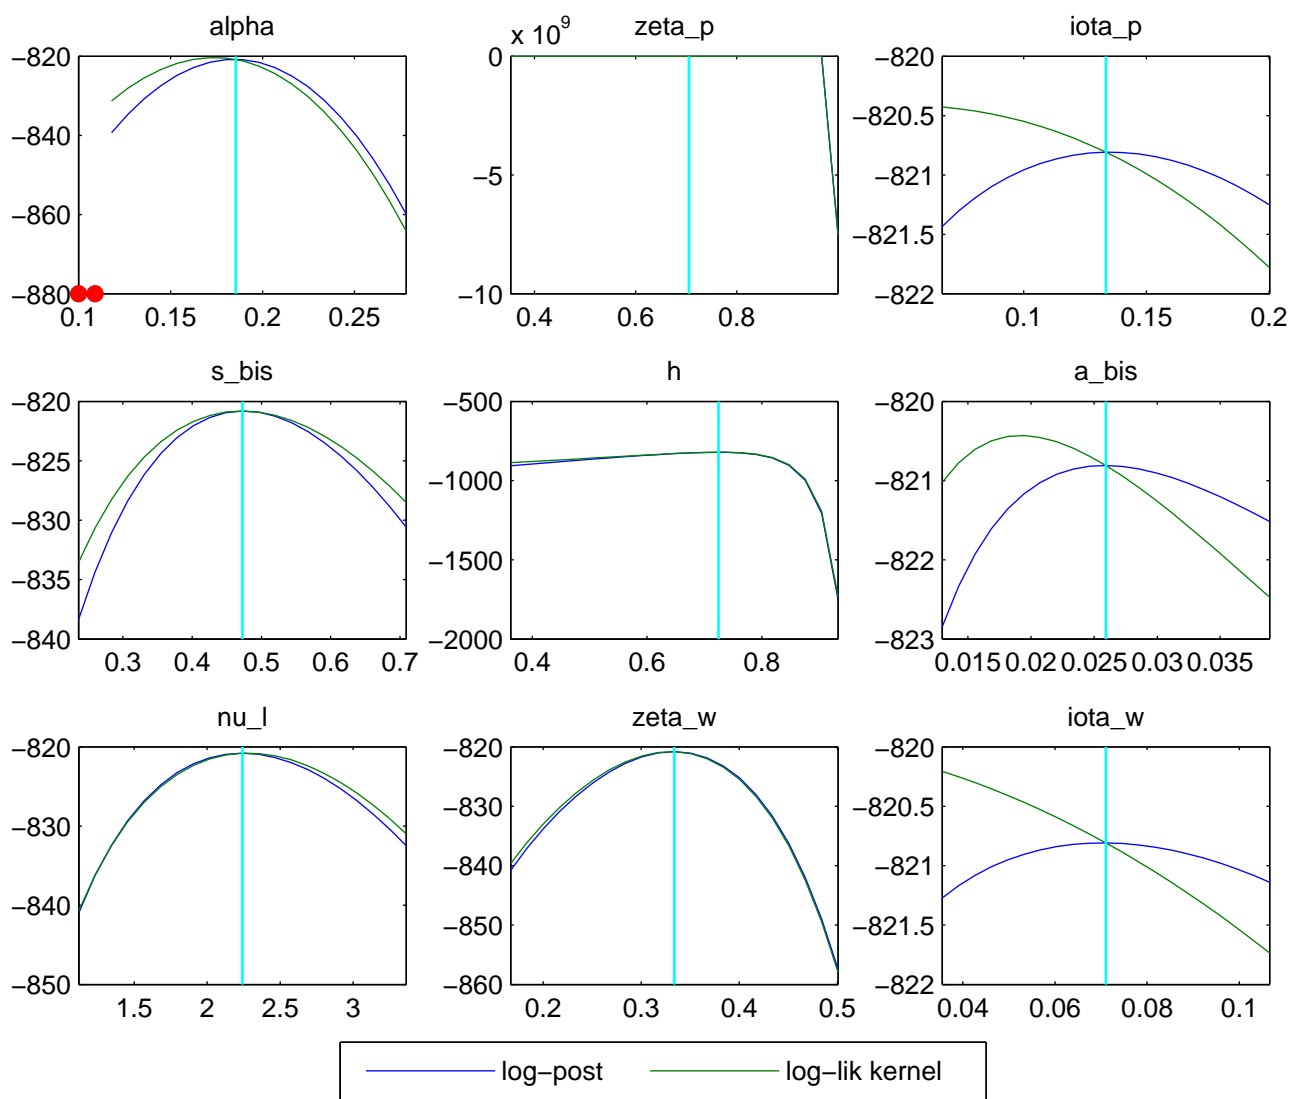 alpha
−820
−840
−860
−880
0.1 0.15 0.2 0.25
zeta_p
x 10^9
0
−5
−10
0.4 0.6 0.8
iota_p
−820
−820.5
−821
−821.5
−822
0.1 0.15 0.2
s_bis
−820
−825
−830
−835
−840
0.3 0.4 0.5 0.6 0.7
h
−500
−1000
−1500
−2000
0.4 0.6 0.8
a_bis
−820
−821
−822
−823
0.015 0.02 0.025 0.03 0.035
nu_l
−820
−830
−840
−850
1.5 2 2.5 3
zeta_w
−820
−840
−860
0.2 0.3 0.4 0.5
iota_w
−820
−820.5
−821
−821.5
−822
0.04 0.06 0.08 0.1
log−post log−lik kernel